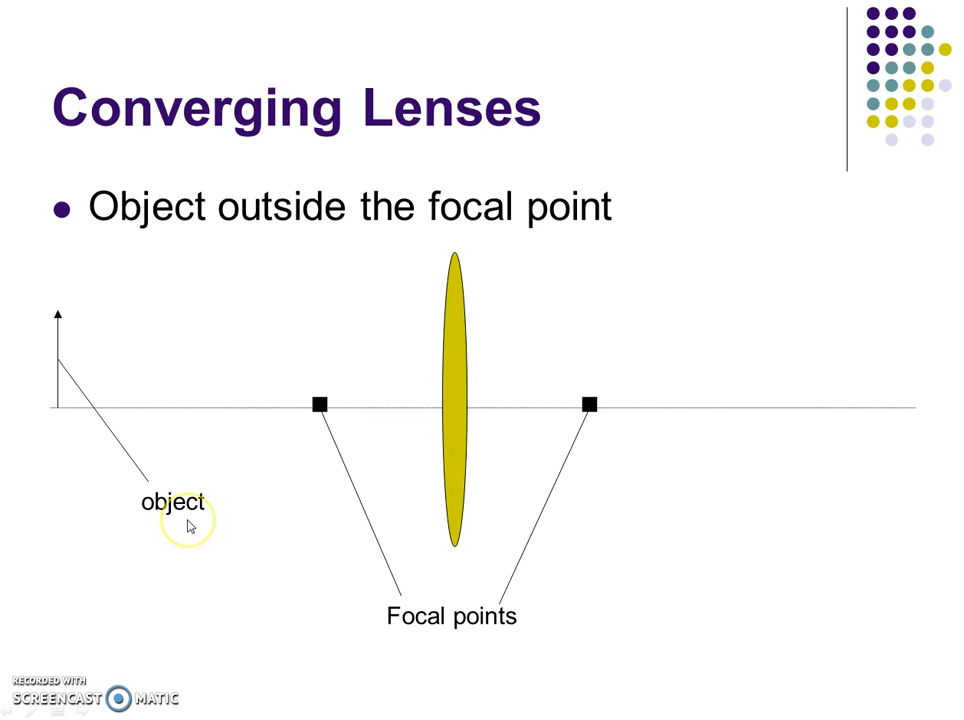 Converging Lenses
Object outside the focal point
object
Focal points
RECORDED WITH
SCREENCAST MATIC